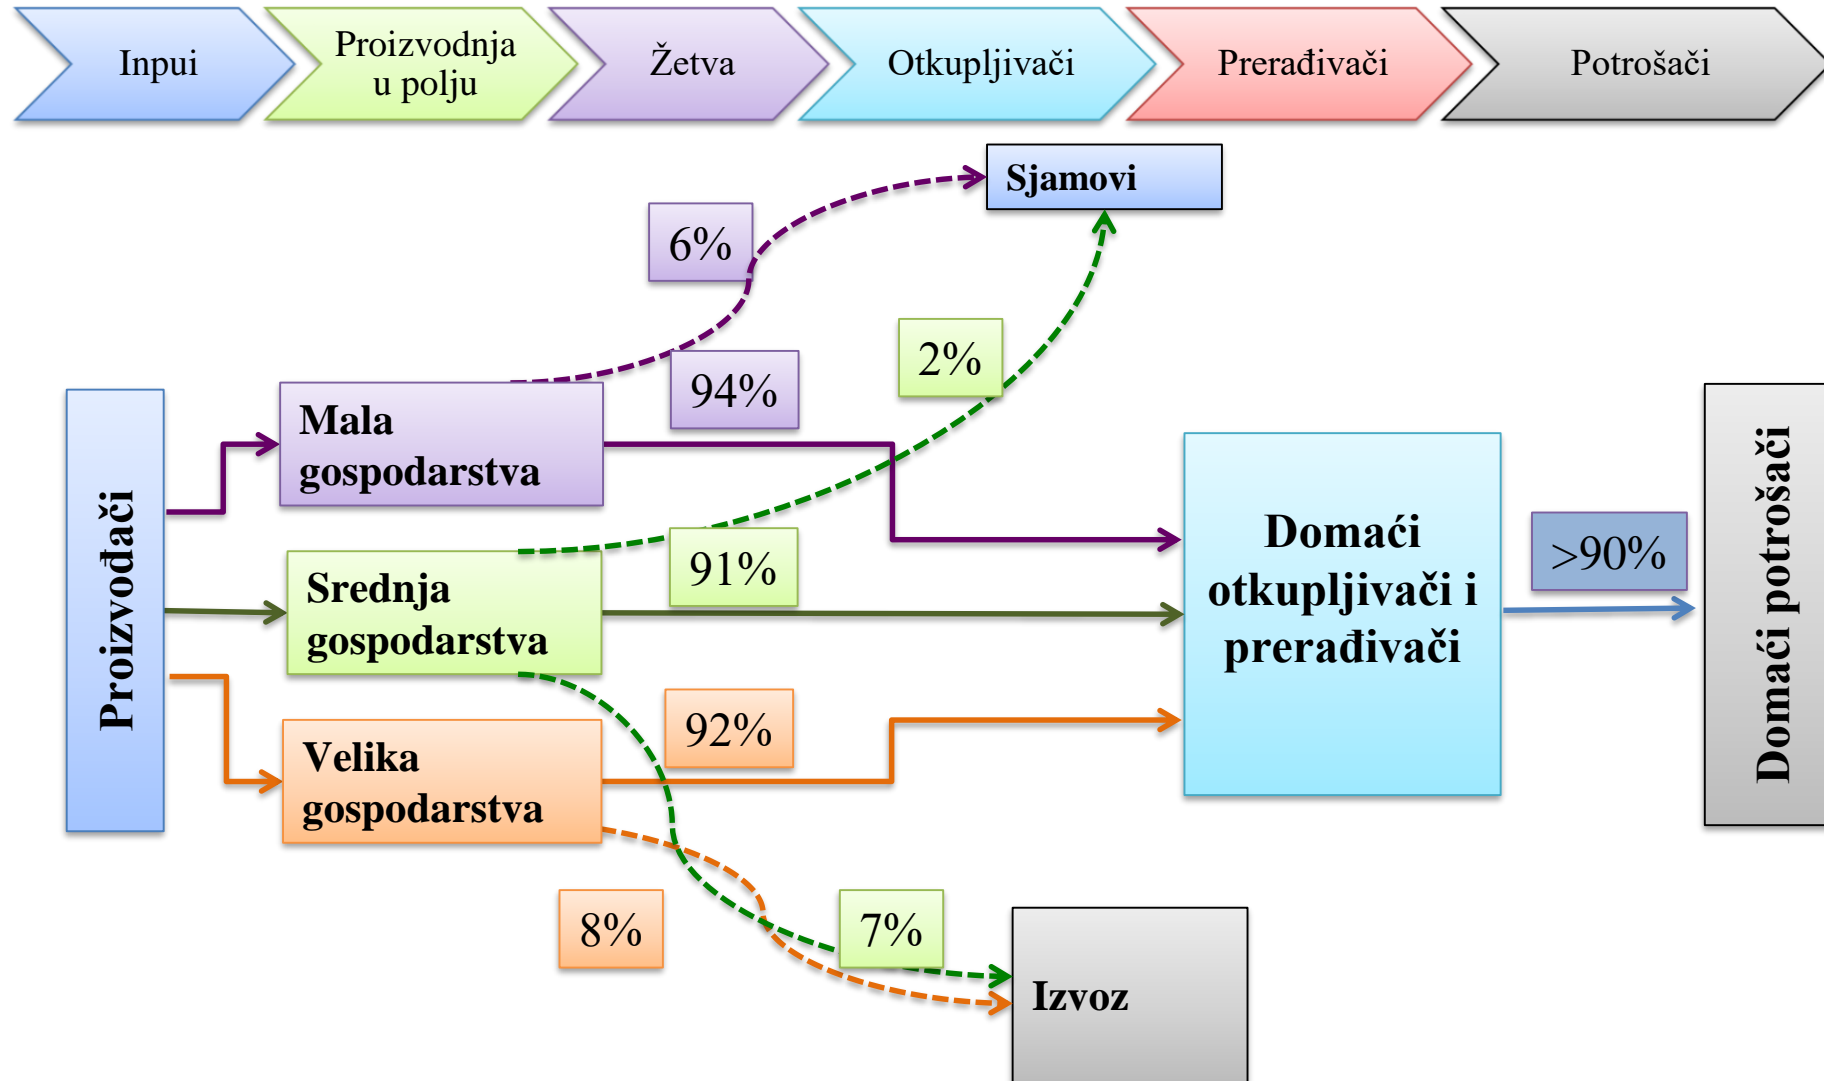 Inpui
Proizvodnja
u polju
Žetva
Otkupljivači
Prerađivači
Potrošači
Sjamovi
6%
2%
94%
Mala
gospodarstva
Proizvođači
91%
Srednja
gospodarstva
Domaći
otkupljivači i
prerađivači
>90%
Domaći potrošači
92%
Velika
gospodarstva
8%
7%
Izvoz